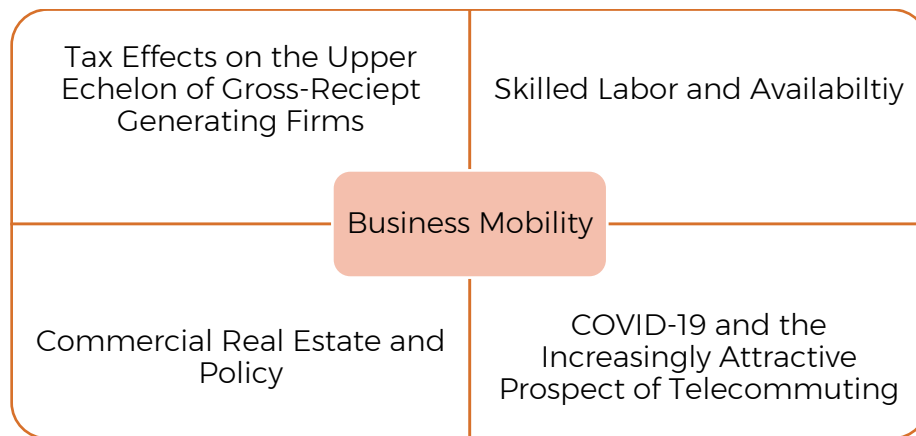 Tax Effects on the Upper
Echelon of Gross-Reciept
Generating Firms
Skilled Labor and Availabiltiy
Business Mobility
Commercial Real Estate and
Policy
COVID-19 and the
Increasingly Attractive
Prospect of Telecommuting